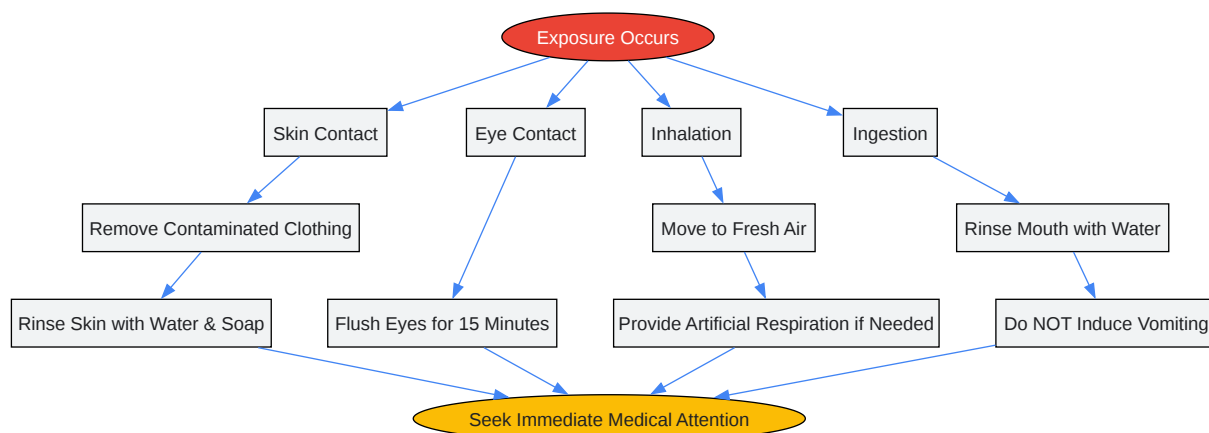 Exposure Occurs
Skin Contact
Eye Contact
Inhalation
Ingestion
Remove Contaminated Clothing
Move to Fresh Air
Rinse Mouth with Water
Rinse Skin with Water & Soap
Flush Eyes for 15 Minutes
Provide Artificial Respiration if Needed
Do NOT Induce Vomiting
Seek Immediate Medical Attention